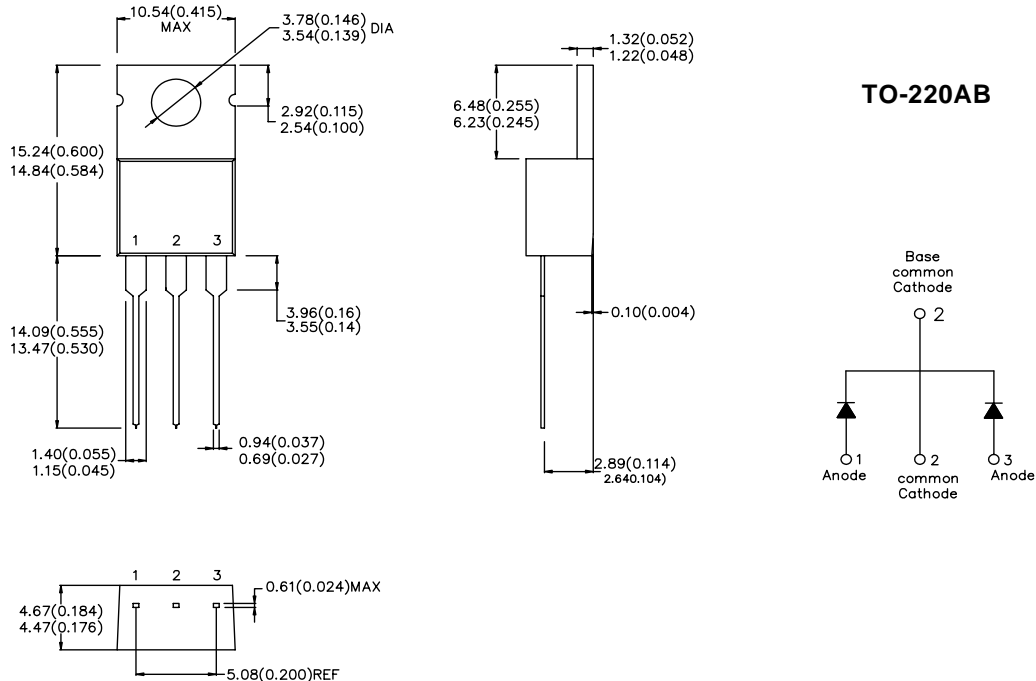 10.54(0.415)
MAX
3.78(0.146)
3.54(0.139) DIA
1.32(0.052)
1.22(0.048)
TO-220AB
2.92(0.115)
2.54(0.100)
6.48(0.255)
6.23(0.245)
15.24(0.600)
14.84(0.584)
1 2 3
3.96(0.16)
3.55(0.14)
14.09(0.555)
13.47(0.530)
0.10(0.004)
Base
common
Cathode
2
1.40(0.055)
1.15(0.045)
0.94(0.037)
0.69(0.027)
2.89(0.114)
2.640.104)
1
Anode
2
common
Cathode
3
Anode
1 2 3
0.61(0.024)MAX
4.67(0.184)
4.47(0.176)
5.08(0.200)REF